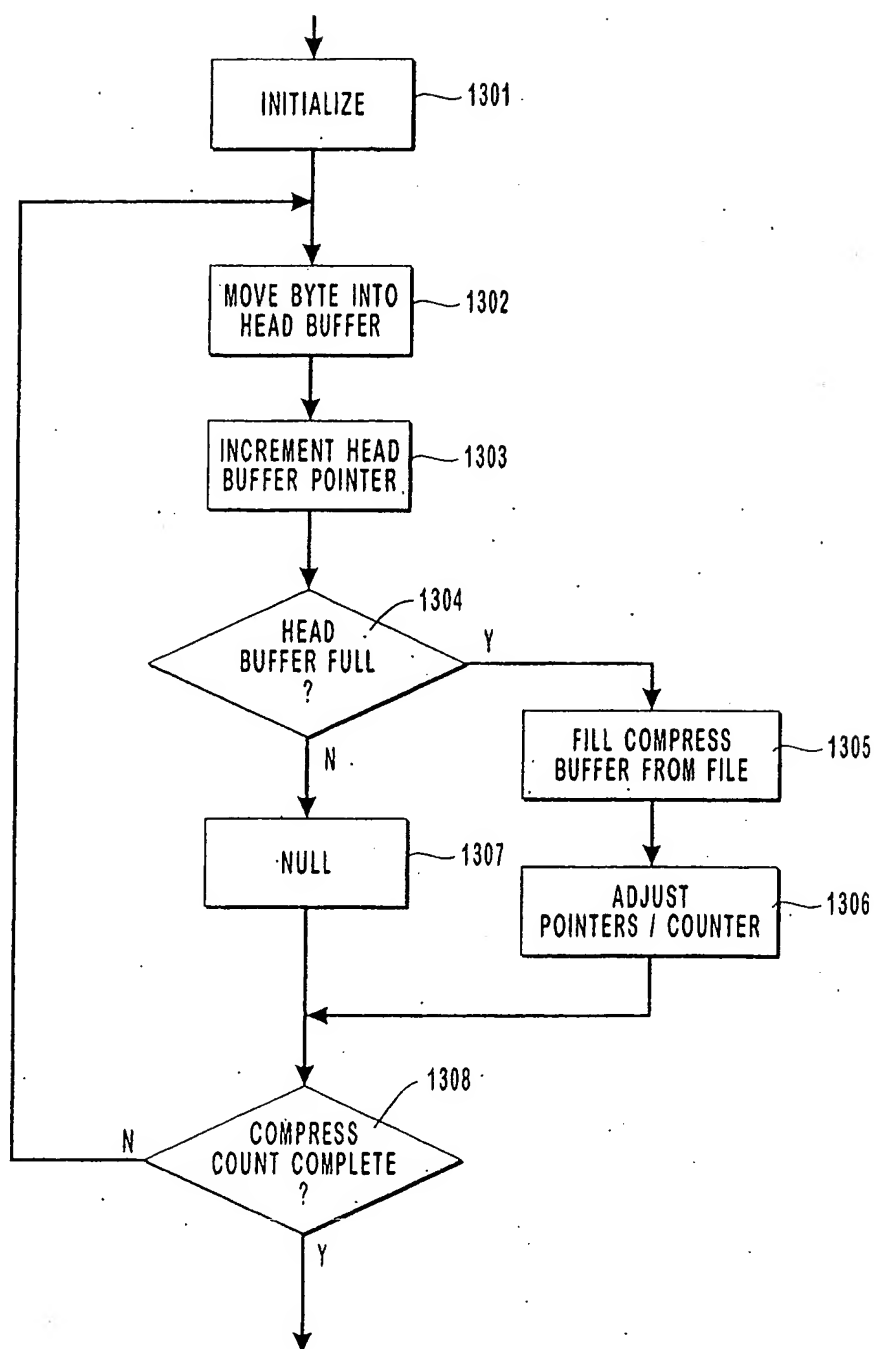 INITIALIZE
1301
MOVE BYTE INTO
HEAD BUFFER
1302
INCREMENT HEAD
BUFFER POINTER
1303
1304
HEAD
BUFFER FULL
?
Y
N
FILL COMPRESS
BUFFER FROM FILE
1305
NULL
1307
ADJUST
POINTERS / COUNTER
1306
1308
COMPRESS
COUNT COMPLETE
?
N
Y